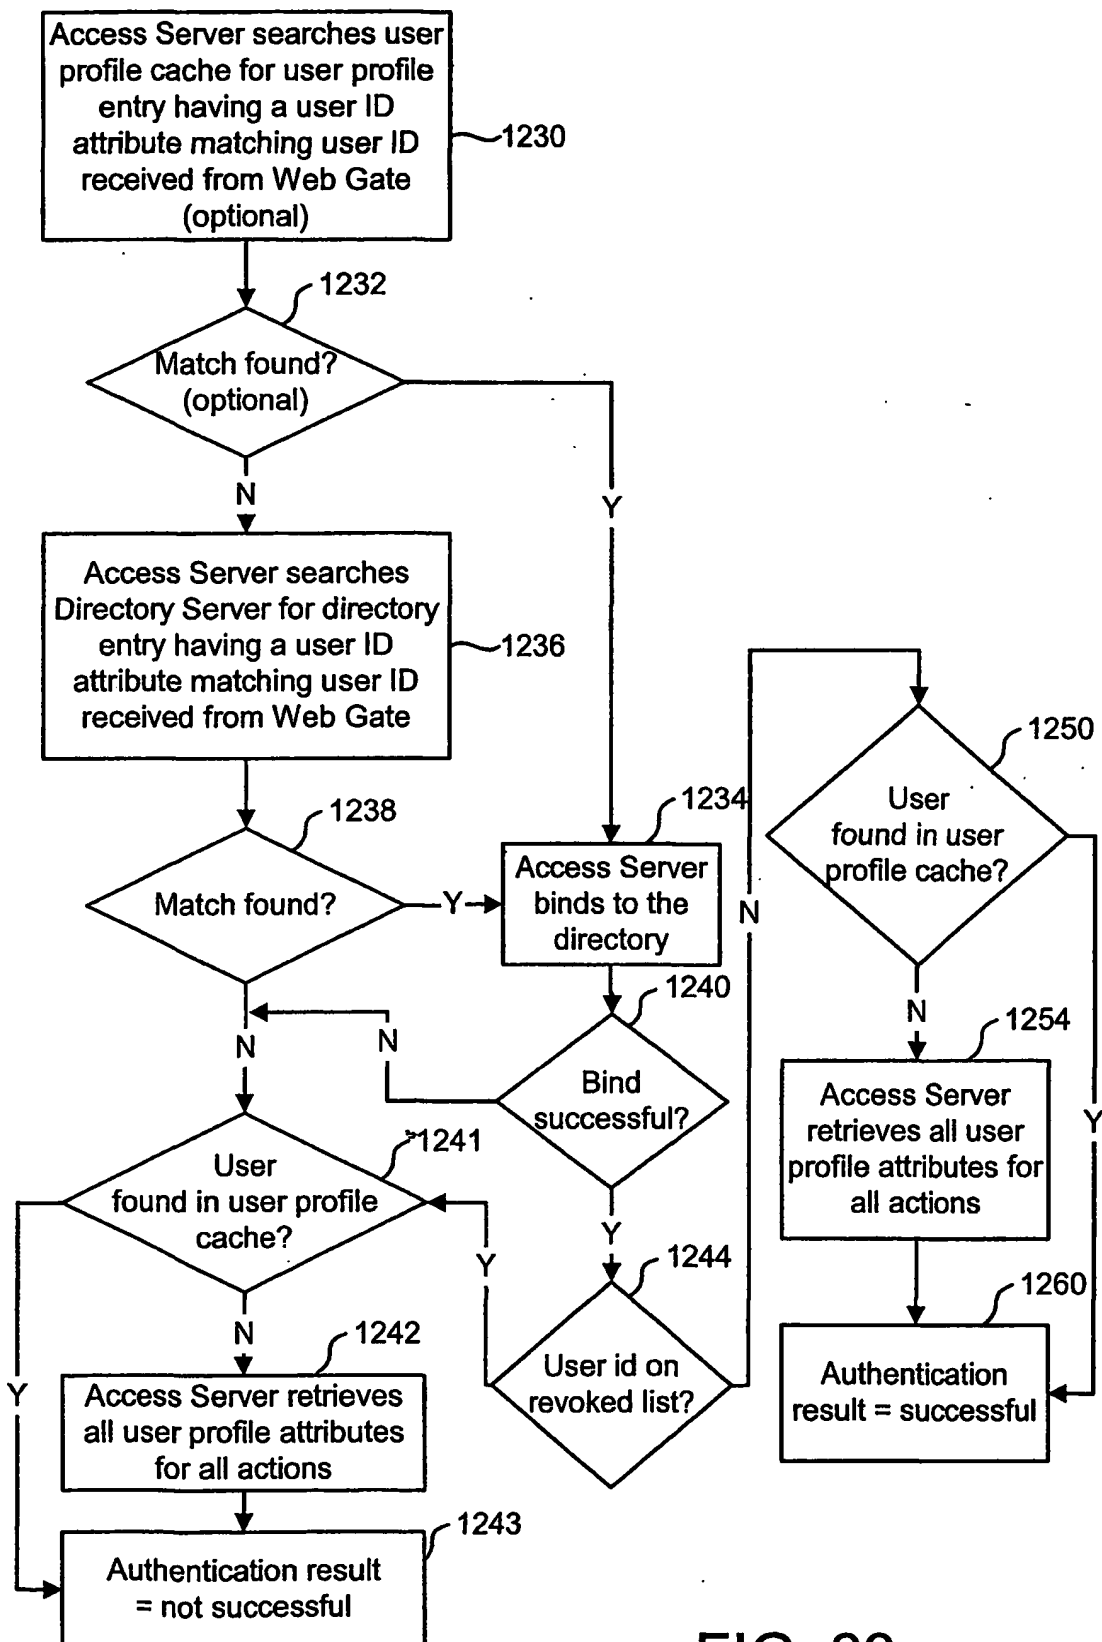 Access Server searches user
profile cache for user profile
entry having a user ID
attribute matching user ID
received from Web Gate
(optional)
1230
1232
Match found?
(optional)
N
Y
Access Server searches
Directory Server for directory
entry having a user ID
attribute matching user ID
received from Web Gate
1236
1238
Match found?
Y
N
1234
Access Server
binds to the
directory
1240
Bind
successful?
N
Y
1241
User
found in user profile
cache?
Y
N
1242
Access Server retrieves
all user profile attributes
for all actions
1243
Authentication result
= not successful
1244
User id on
revoked list?
Y
N
1250
User
found in user
profile cache?
N
Y
1254
Access Server
retrieves all user
profile attributes for
all actions
1260
Authentication
result = successful